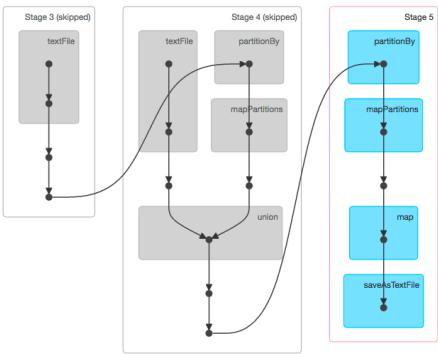 Stage 3 (skipped)
textFile
Stage 4 (skipped)
textFile
partitionBy
mapPartitions
union
Stage 5
partitionBy
mapPartitions
map
saveAsTextFile